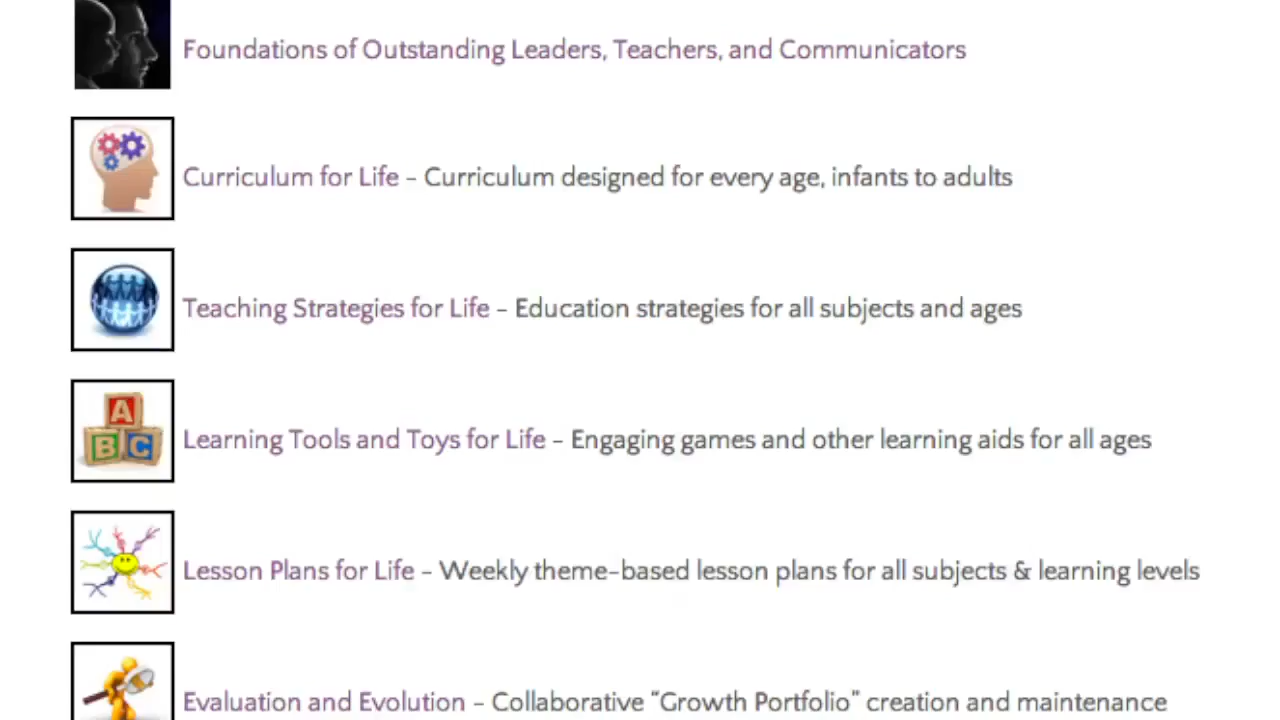 Foundations of Outstanding Leaders, Teachers, and Communicators
Curriculum for Life - Curriculum designed for every age, infants to adults
Teaching Strategies for Life - Education strategies for all subjects and ages
A
B C
Learning Tools and Toys for Life - Engaging games and other learning aids for all ages
Lesson Plans for Life - Weekly theme-based lesson plans for all subjects & learning levels
Evaluation and Evolution - Collaborative "Growth Portfolio" creation and maintenance